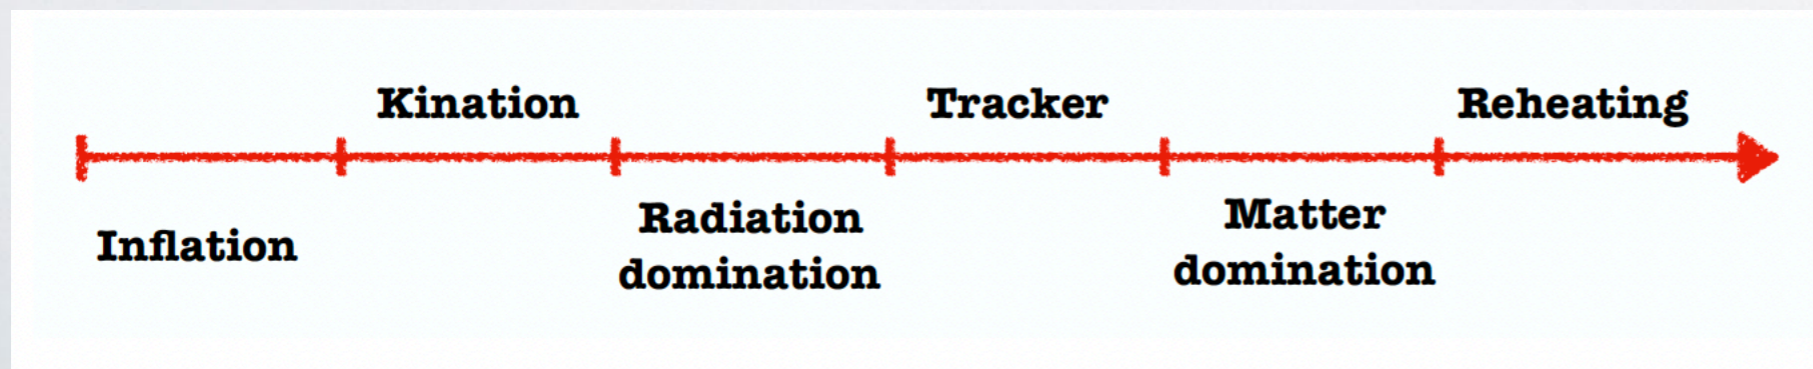 Kination
Tracker
Reheating
Inflation
Radiation
domination
Matter
domination